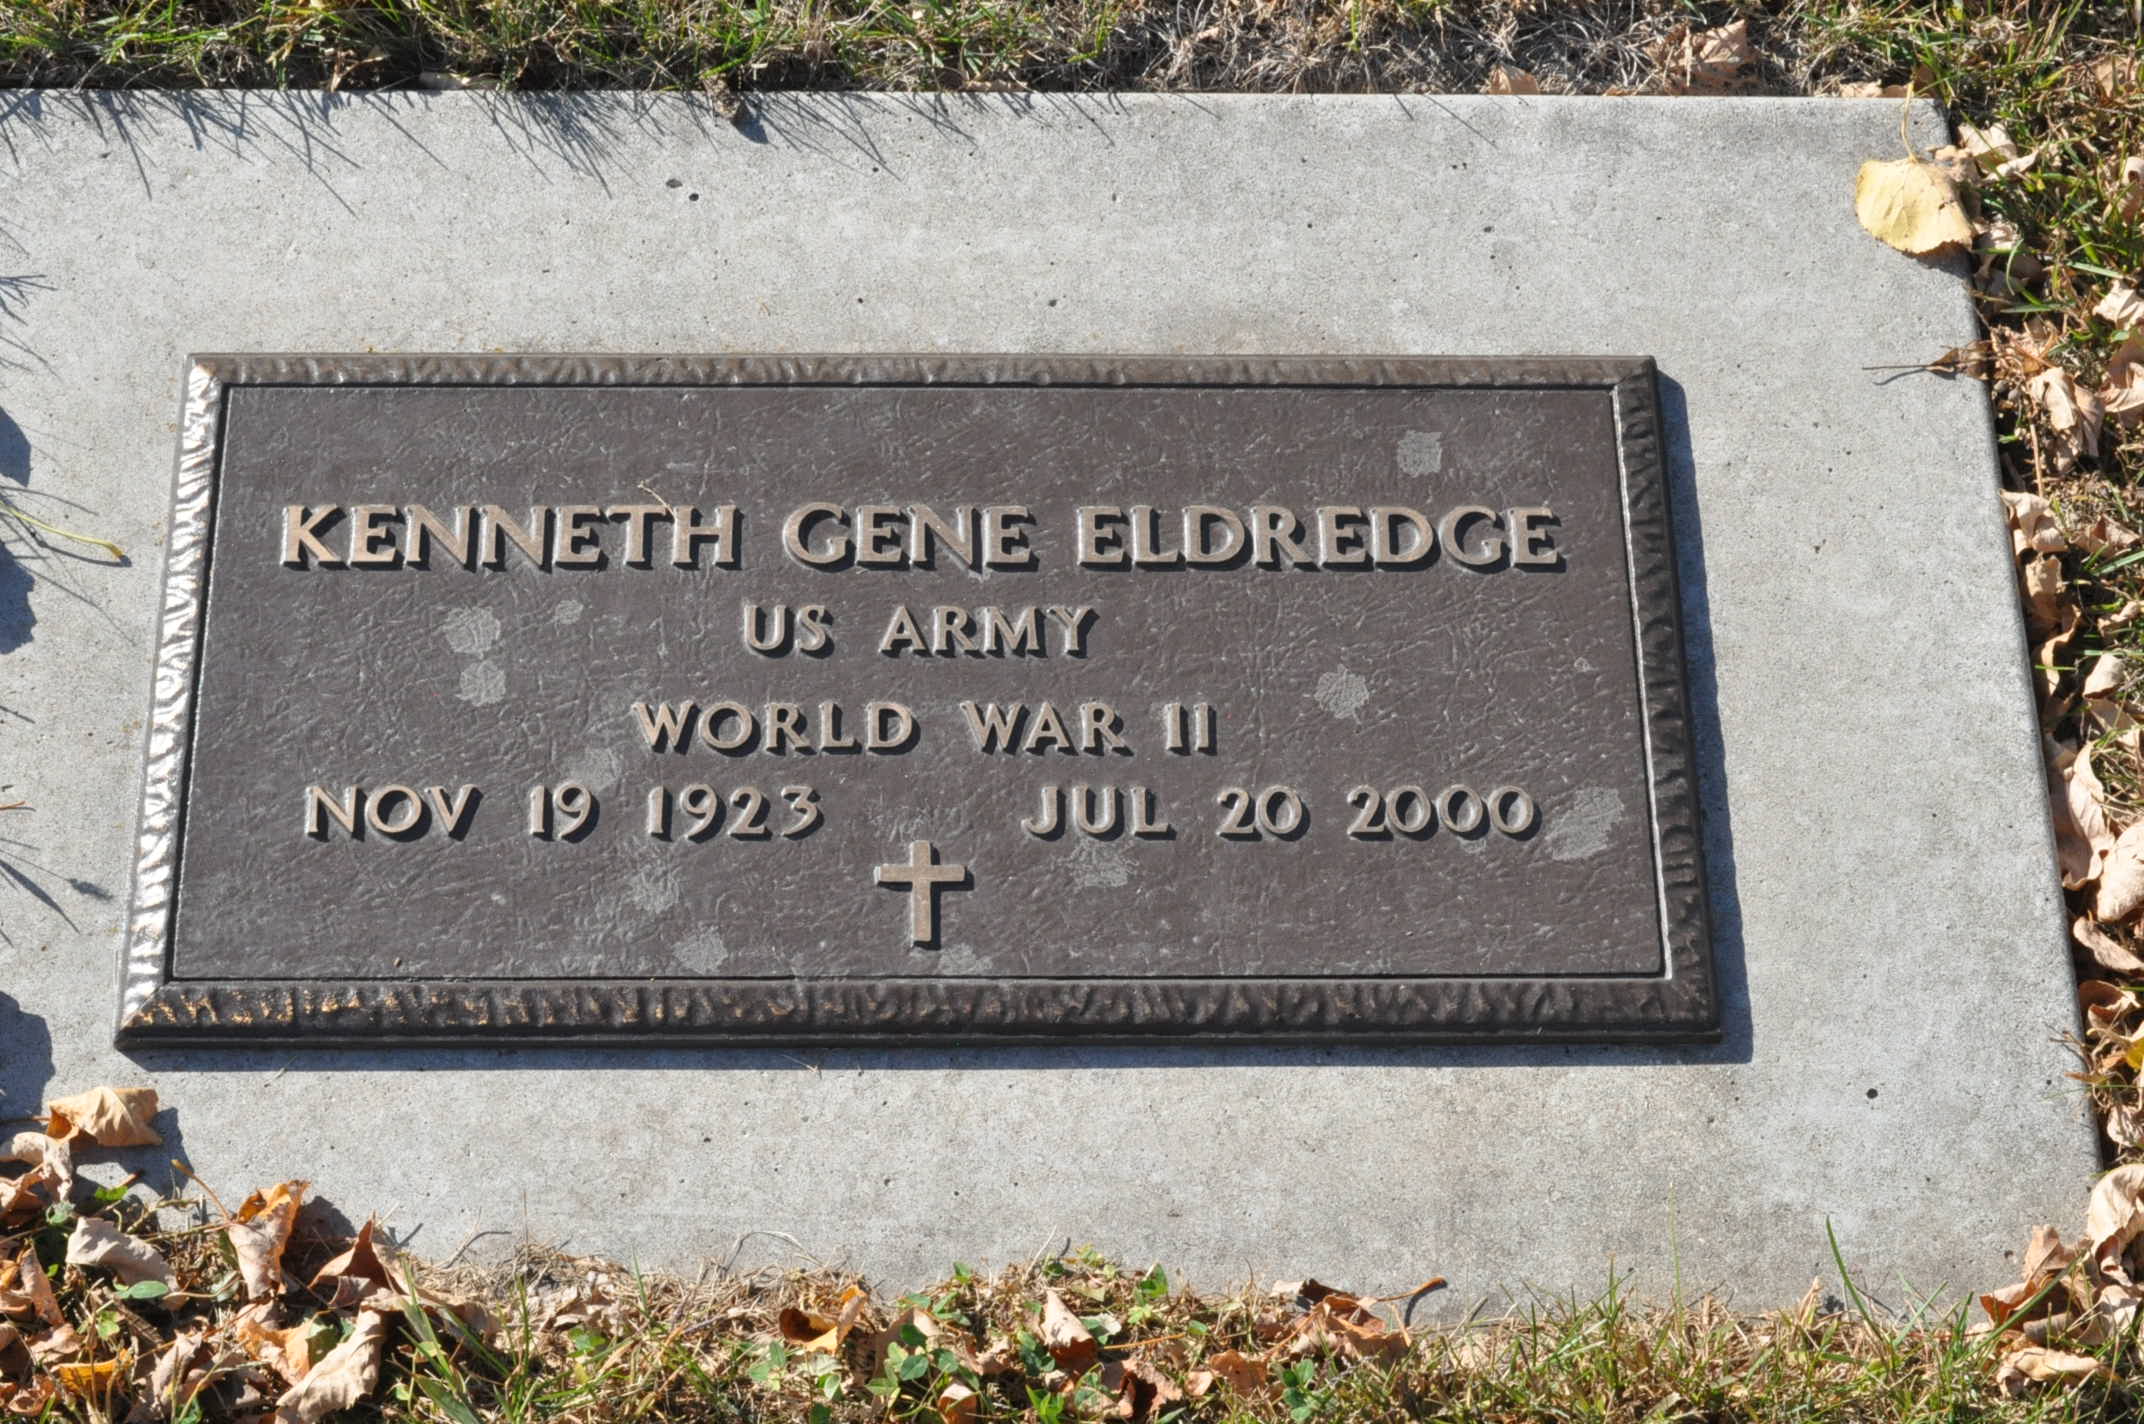 KENNETH GENE ELDREDGE
US ARMY
WORLD WAR II
NOV 19 1923 JUL 20 2000